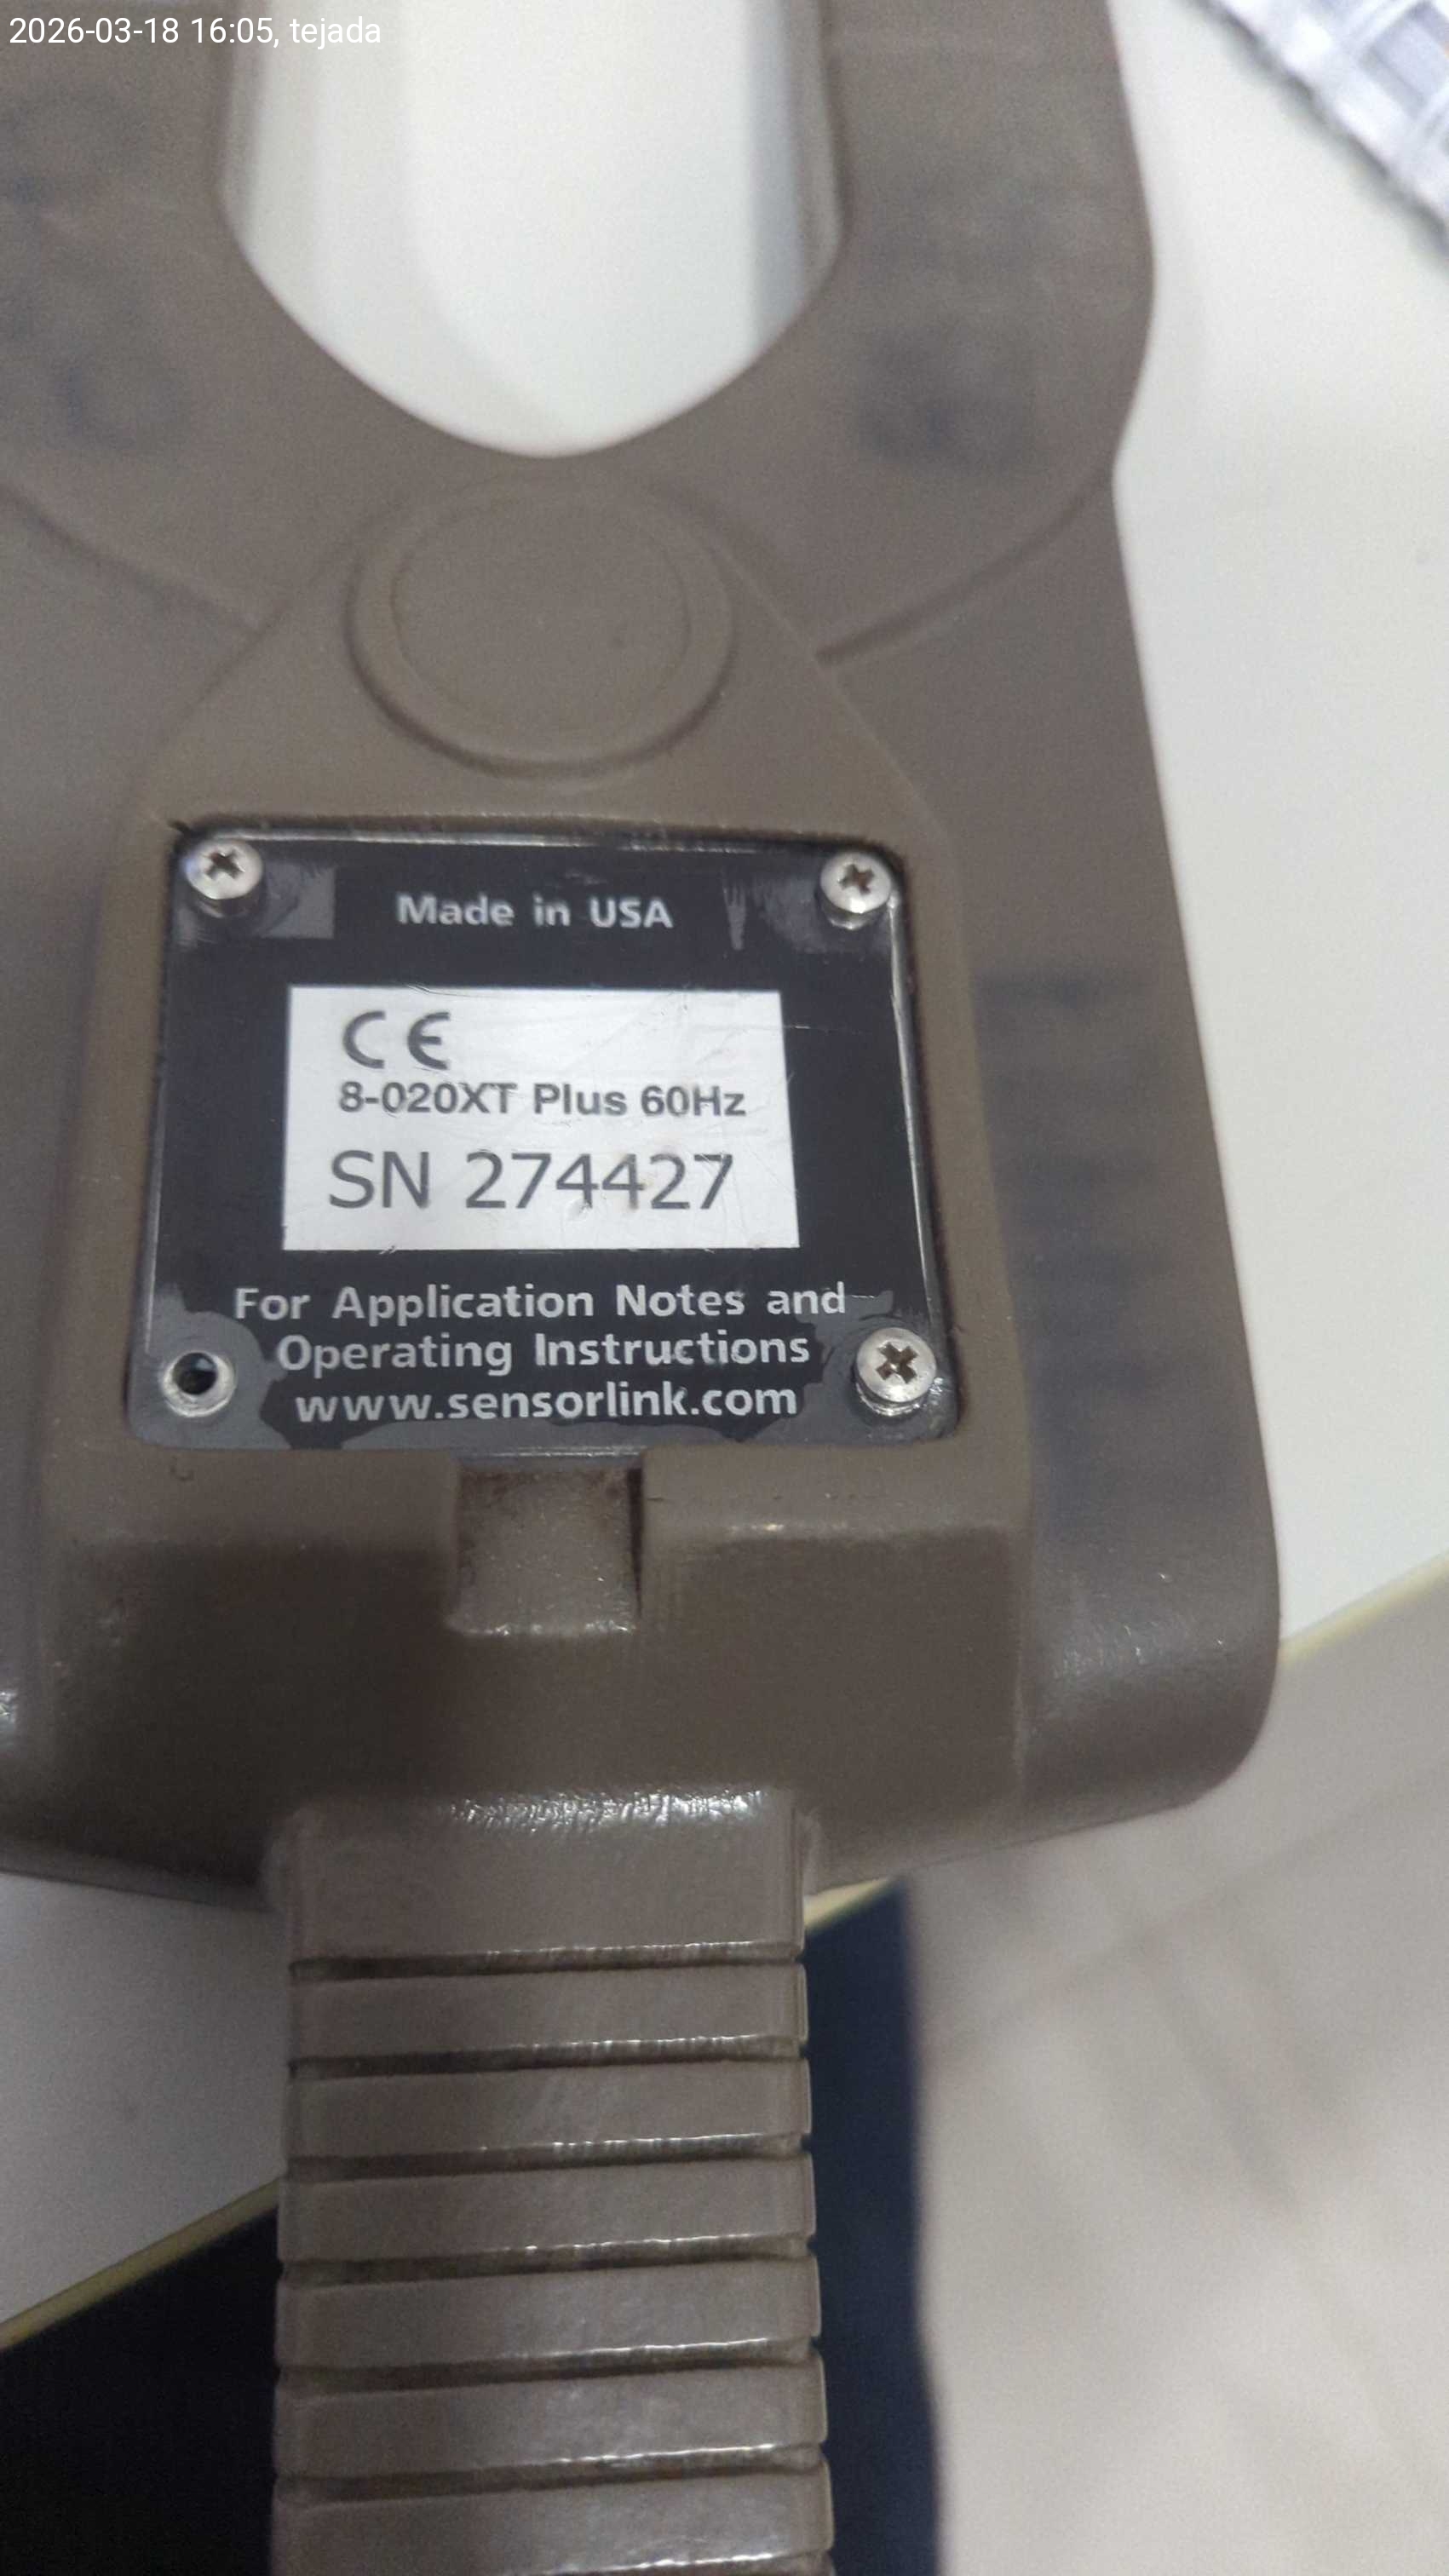 2026-03-18 16:05, tejada
Made in USA
CE
8-020XT Plus 60Hz
SN 274427
For Application Notes and
Operating Instructions
www.sensorlink.com